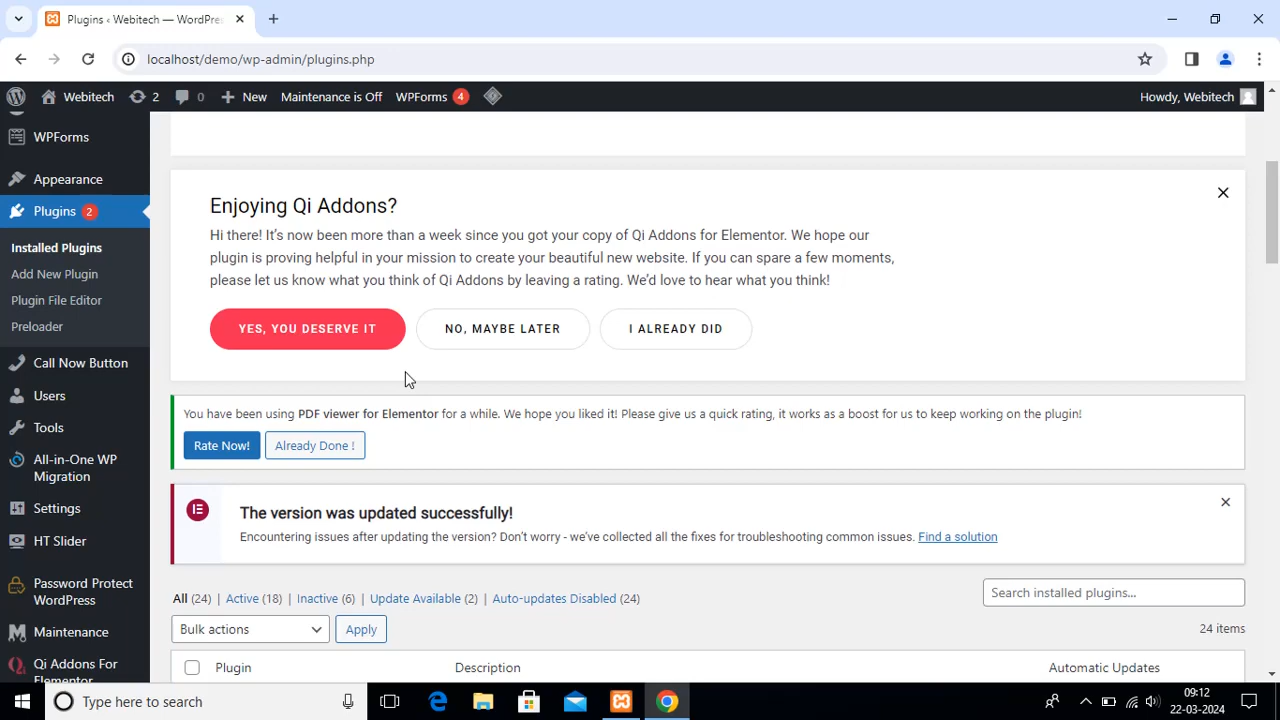 Plugins ‹ Webitech — WordPre
localhost/demo/wp-admin/plugins.php
Webitech 2 0 New Maintenance is Off WPForms 4 Howdy, Webitech
WPForms
Appearance
Plugins 2
Installed Plugins
Add New Plugin
Plugin File Editor
Preloader
Call Now Button
Users
Tools
All-in-One WP
Migration
Settings
HT Slider
Password Protect
WordPress
Maintenance
Qi Addons For
Elementor
Enjoying Qi Addons?
Hi there! It's now been more than a week since you got your copy of Qi Addons for Elementor. We hope our
plugin is proving helpful in your mission to create your beautiful new website. If you can spare a few moments,
please let us know what you think of Qi Addons by leaving a rating. We'd love to hear what you think!
YES, YOU DESERVE IT NO, MAYBE LATER I ALREADY DID
You have been using PDF viewer for Elementor for a while. We hope you liked it! Please give us a quick rating, it works as a boost for us to keep working on the plugin!
Rate Now! Already Done !
The version was updated successfully!
Encountering issues after updating the version? Don't worry - we've collected all the fixes for troubleshooting common issues. Find a solution
All (24) | Active (18) | Inactive (6) | Update Available (2) | Auto-updates Disabled (24)
Search installed plugins...
Bulk actions Apply 24 items
Plugin Description Automatic Updates
Type here to search
09:12
22-03-2024